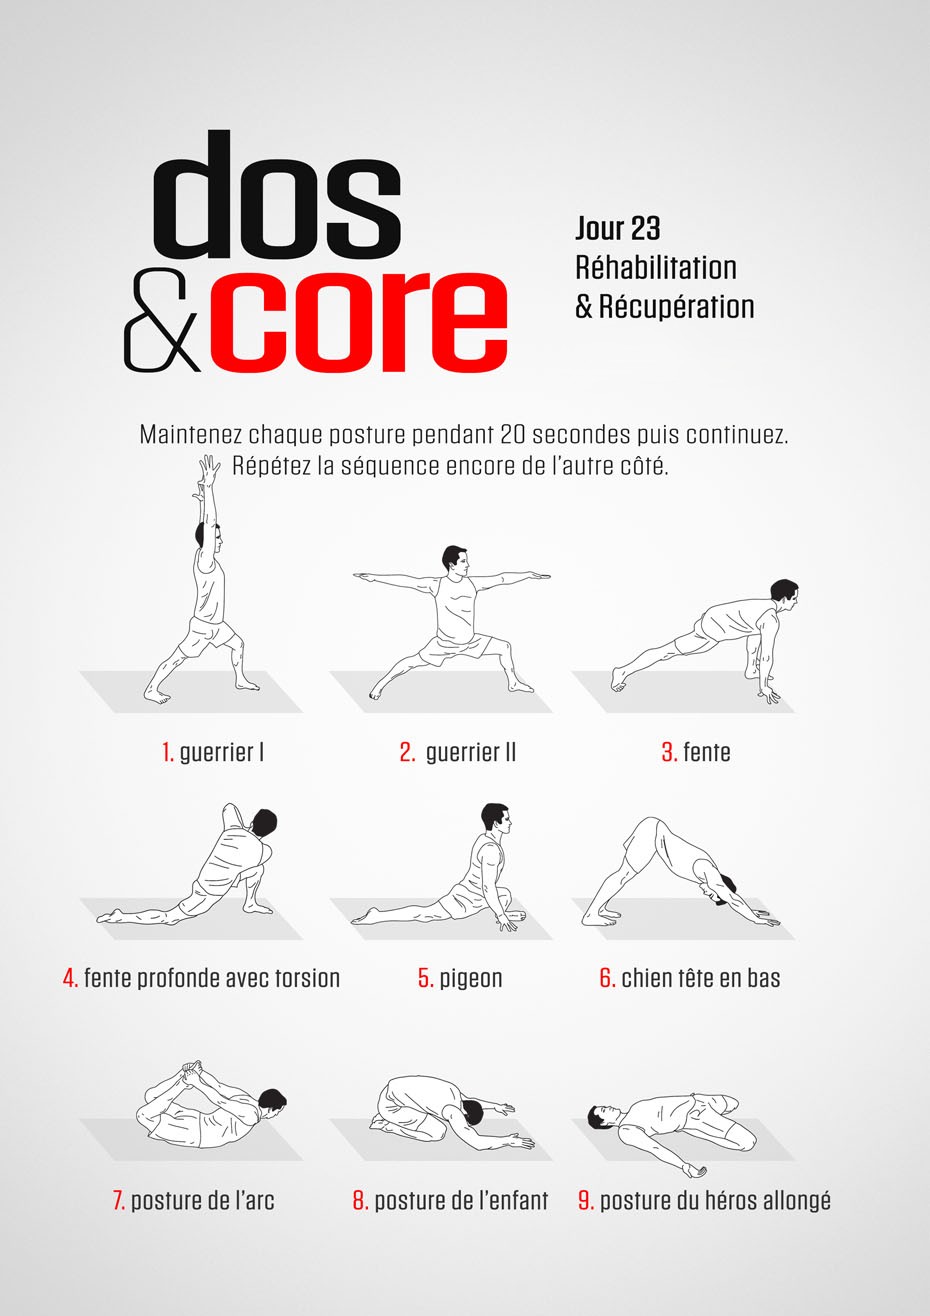 dos
&core
Jour 23
Réhabilitation
& Récupération
Maintenez chaque posture pendant 20 secondes puis continuez.
Répétez la séquence encore de l'autre côté.
1. guerrier I
2. guerrier II
3. fente
4. fente profonde avec torsion
5. pigeon
6. chien tête en bas
7. posture de l'arc
8. posture de l'enfant
9. posture du héros allongé